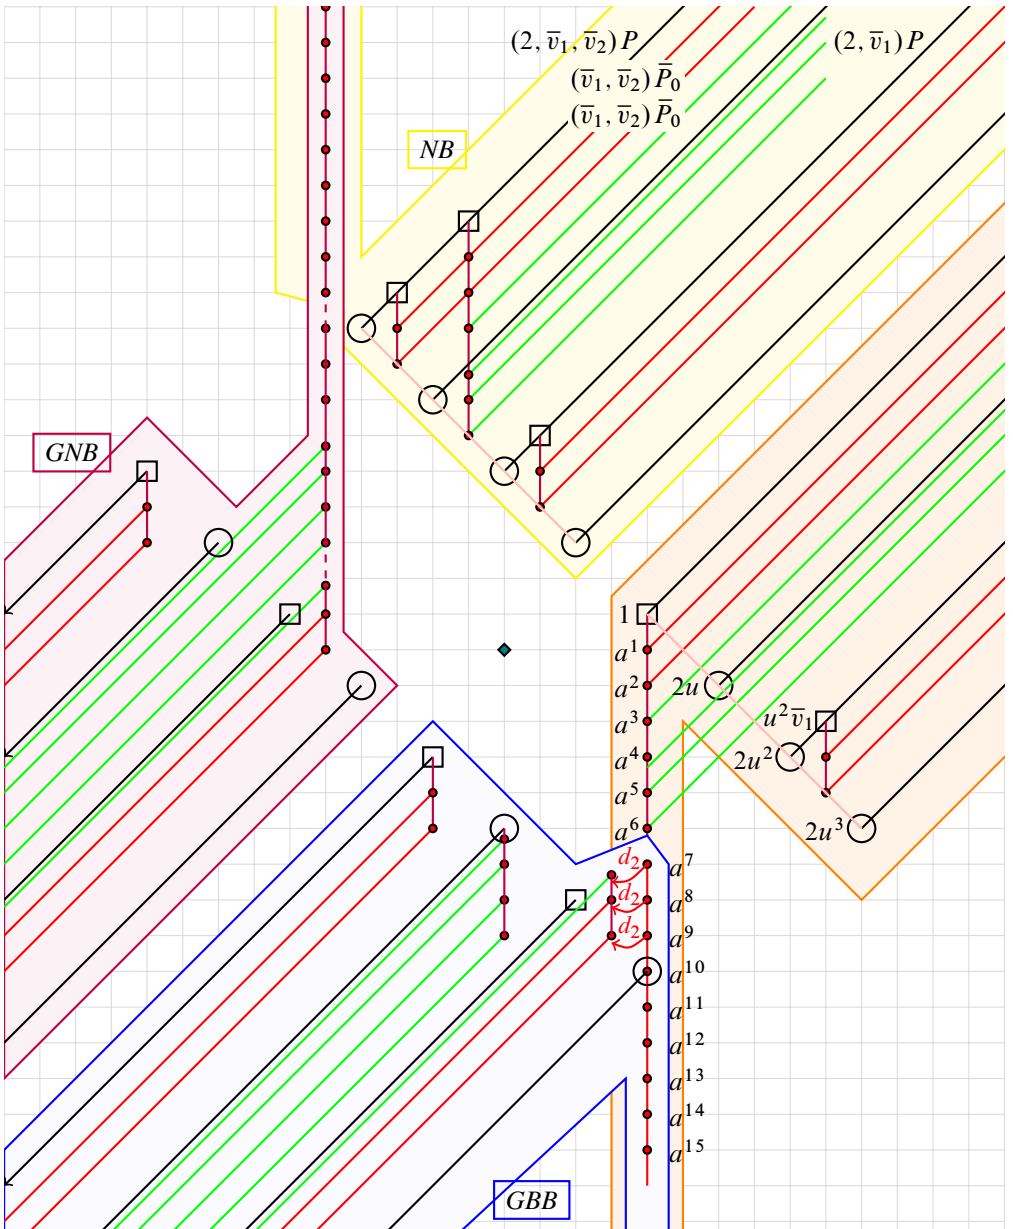 (2, v̅₁, v̅₂)P
(2, v̅₁)P
(v̅₁, v̅₂)P̅₀
(v̅₁, v̅₂)P̅₀
NB
GNB
1
a¹
a²
2u
a³
u²v̅₁
a⁴
2u²
a⁵
a⁶
2u³
d₂
a⁷
d₂
a⁸
d₂
a⁹
a¹⁰
a¹¹
a¹²
a¹³
a¹⁴
a¹⁵
GBB